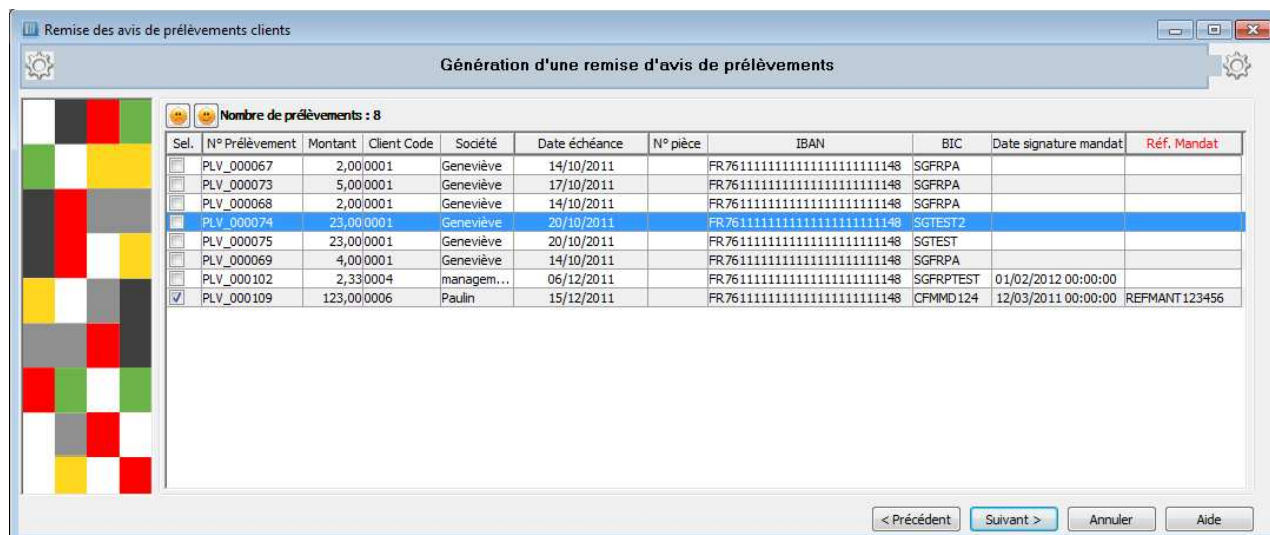 Remise des avis de prélèvements clients
Génération d'une remise d'avis de prélèvements
Nombre de prélèvements : 8
Sel. N° Prélèvement Montant Client Code Société Date échéance N° pièce IBAN BIC Date signature mandat Réf. Mandat
PLV_000067 2,00 0001 Geneviève 14/10/2011 FR7611111111111111111111148 SGFRPA
PLV_000073 5,00 0001 Geneviève 17/10/2011 FR7611111111111111111111148 SGFRPA
PLV_000068 2,00 0001 Geneviève 14/10/2011 FR7611111111111111111111148 SGFRPA
PLV_000074 23,00 0001 Geneviève 20/10/2011 FR7611111111111111111111148 SGTEST2
PLV_000075 23,00 0001 Geneviève 20/10/2011 FR7611111111111111111111148 SGTEST
PLV_000069 4,00 0001 Geneviève 14/10/2011 FR7611111111111111111111148 SGFRPA
PLV_000102 2,33 0004 managem... 06/12/2011 FR7611111111111111111111148 SGFRPTEST 01/02/2012 00:00:00
PLV_000109 123,00 0006 Paulin 15/12/2011 FR7611111111111111111111148 CFMMD124 12/03/2011 00:00:00 REFMANT123456
< Précédent Suivant > Annuler Aide